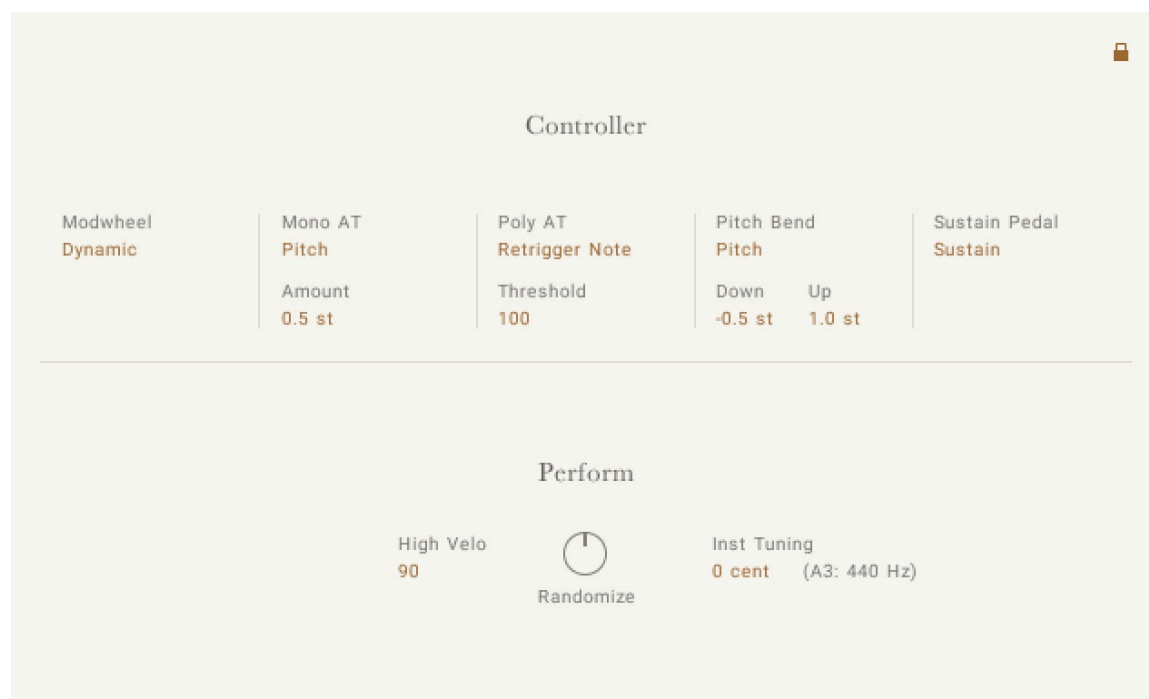 Controller
Modwheel
Dynamic
Mono AT
Pitch
Amount
0.5 st
Poly AT
Retrigger Note
Threshold
100
Pitch Bend
Pitch
Down Up
-0.5 st 1.0 st
Sustain Pedal
Sustain
Perform
High Velo
90
Randomize
Inst Tuning
0 cent (A3: 440 Hz)